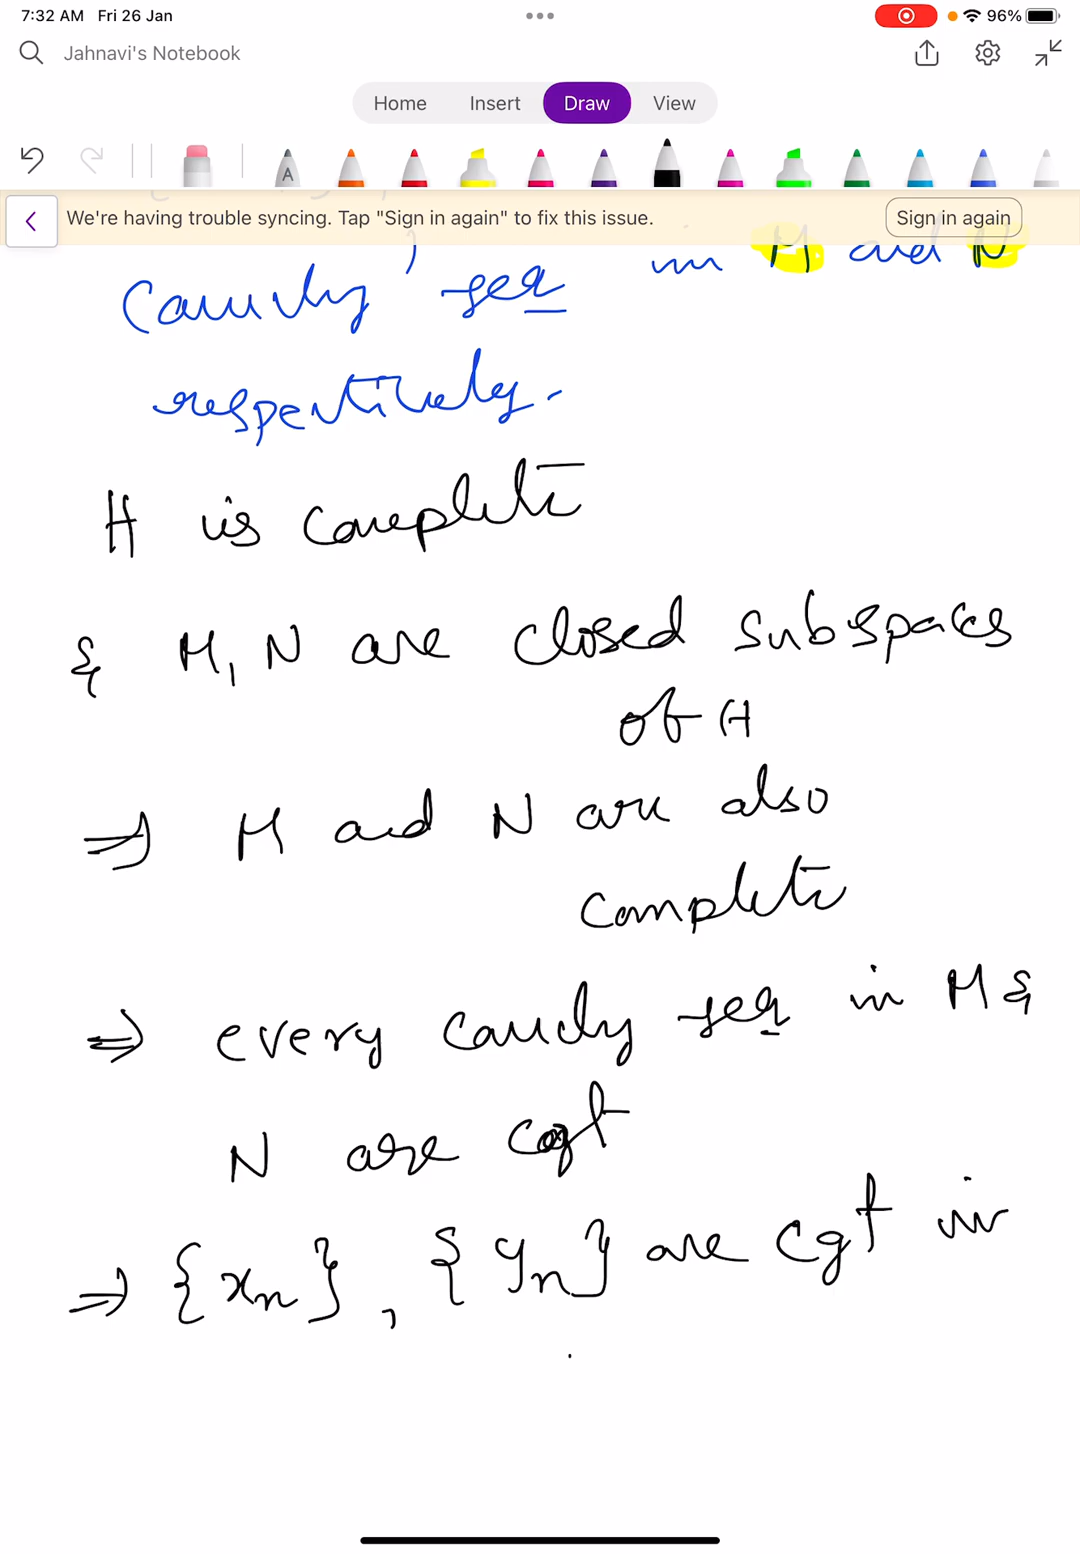 7:32 AM Fri 26 Jan
96%
Jahnavi's Notebook
Home Insert Draw View
A
We're having trouble syncing. Tap "Sign in again" to fix this issue. Sign in again
Cauchy seq in M and N
respectively.
H is complete
& M, N are closed subspaces
of H
⇒ M and N are also
complete
⇒ every cauchy seq in M &
N are cgt
⇒ {xn}, {yn} are cgt in